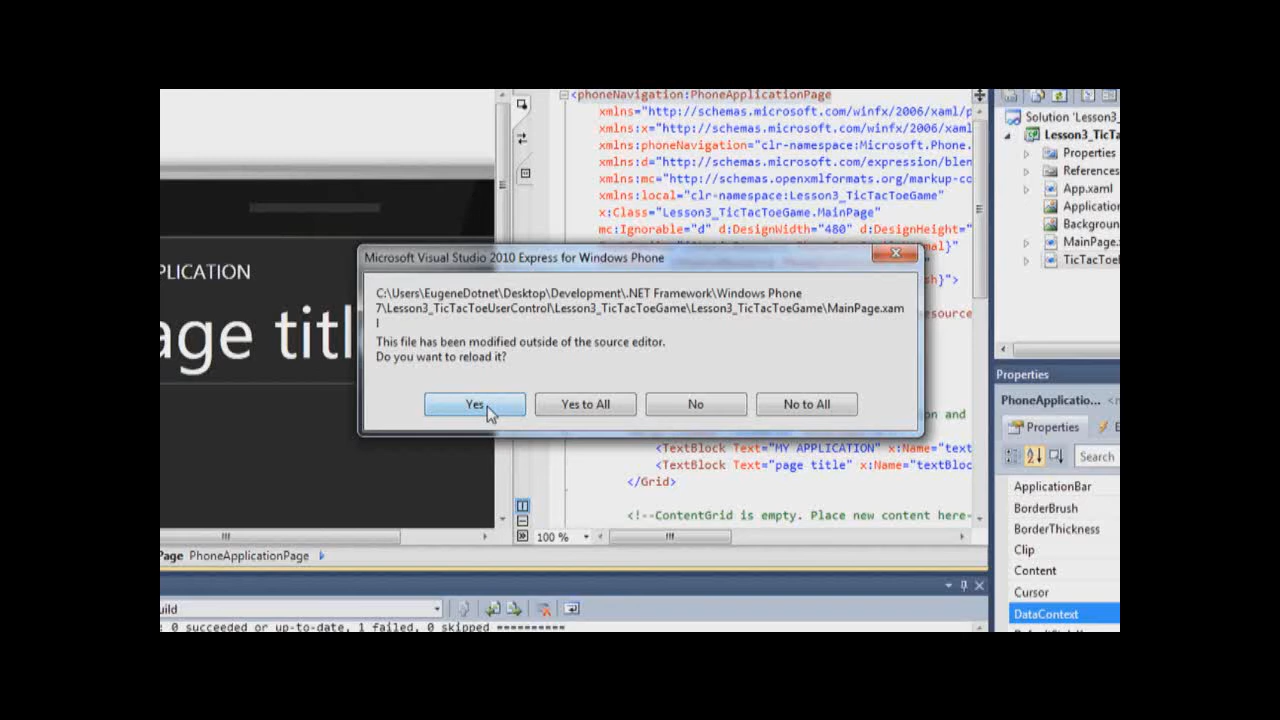 <phoneNavigation:PhoneApplicationPage
xmlns="http://schemas.microsoft.com/winfx/2006/xaml/p
xmlns:x="http://schemas.microsoft.com/winfx/2006/xaml
xmlns:phoneNavigation="clr-namespace:Microsoft.Phone.
xmlns:d="http://schemas.microsoft.com/expression/blen
xmlns:mc="http://schemas.openxmlformats.org/markup-co
xmlns:local="clr-namespace:Lesson3_TicTacToeGame"
x:Class="Lesson3_TicTacToeGame.MainPage"
mc:Ignorable="d" d:DesignWidth="480" d:DesignHeight="
Solution 'Lesson3_
Lesson3_TicTa
Properties
References
App.xaml
Application
Backgroun
MainPage.
TicTacToel
PLICATION
age titl
Microsoft Visual Studio 2010 Express for Windows Phone
C:\Users\EugeneDotnet\Desktop\Development\.NET Framework\Windows Phone
7\Lesson3_TicTacToeUserControl\Lesson3_TicTacToeGame\Lesson3_TicTacToeGame\MainPage.xam
l
This file has been modified outside of the source editor.
Do you want to reload it?
Yes
Yes to All
No
No to All
<TextBlock Text="MY APPLICATION" x:Name="text
<TextBlock Text="page title" x:Name="textBloc
</Grid>
<!--ContentGrid is empty. Place new content here-
100 %
Page PhoneApplicationPage
uild
: 0 succeeded or up-to-date, 1 failed, 0 skipped ==========
Properties
PhoneApplicatio...
Properties
Search
ApplicationBar
BorderBrush
BorderThickness
Clip
Content
Cursor
DataContext